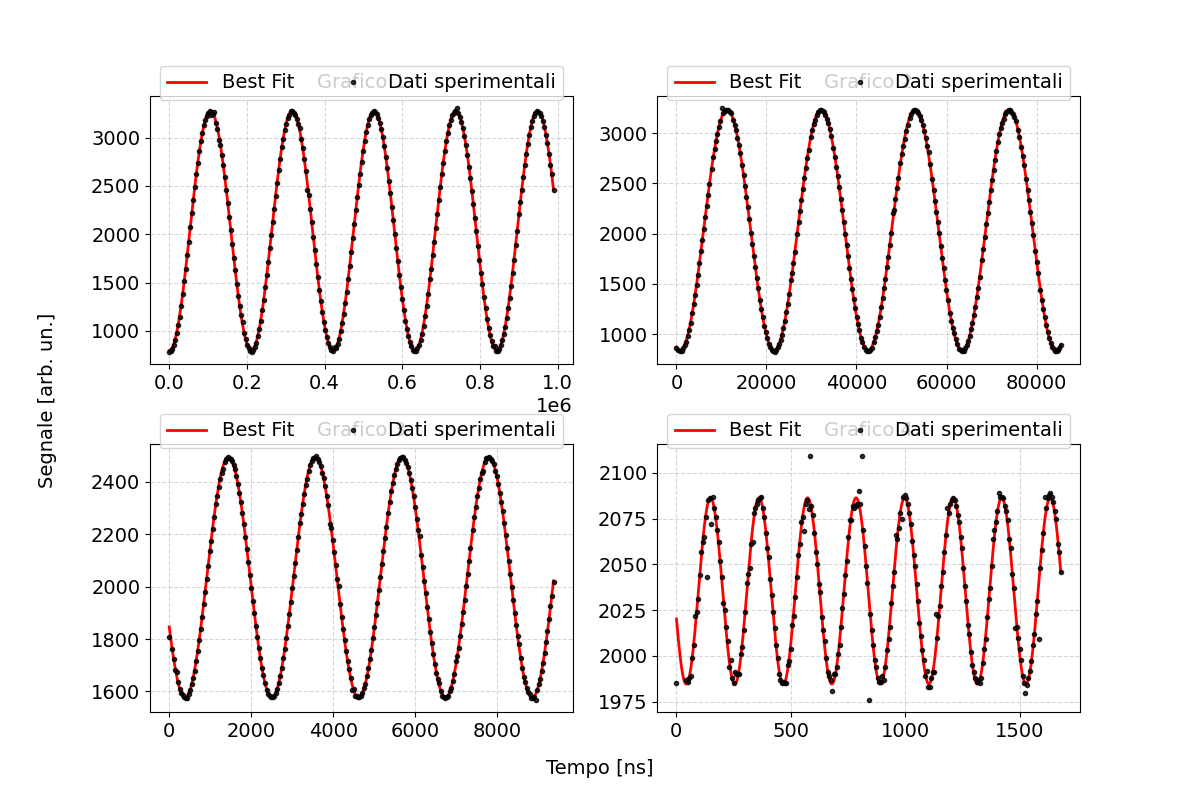 Best Fit Grafico Dati sperimentali
Best Fit Grafico Dati sperimentali
3000
2500
2000
1500
1000
0.0 0.2 0.4 0.6 0.8 1.0
1e6
3000
2500
2000
1500
1000
0 20000 40000 60000 80000
Best Fit Grafico Dati sperimentali
Best Fit Grafico Dati sperimentali
2400
2200
2000
1800
1600
0 2000 4000 6000 8000
2100
2075
2050
2025
2000
1975
0 500 1000 1500
Segnale [arb. un.]
Tempo [ns]